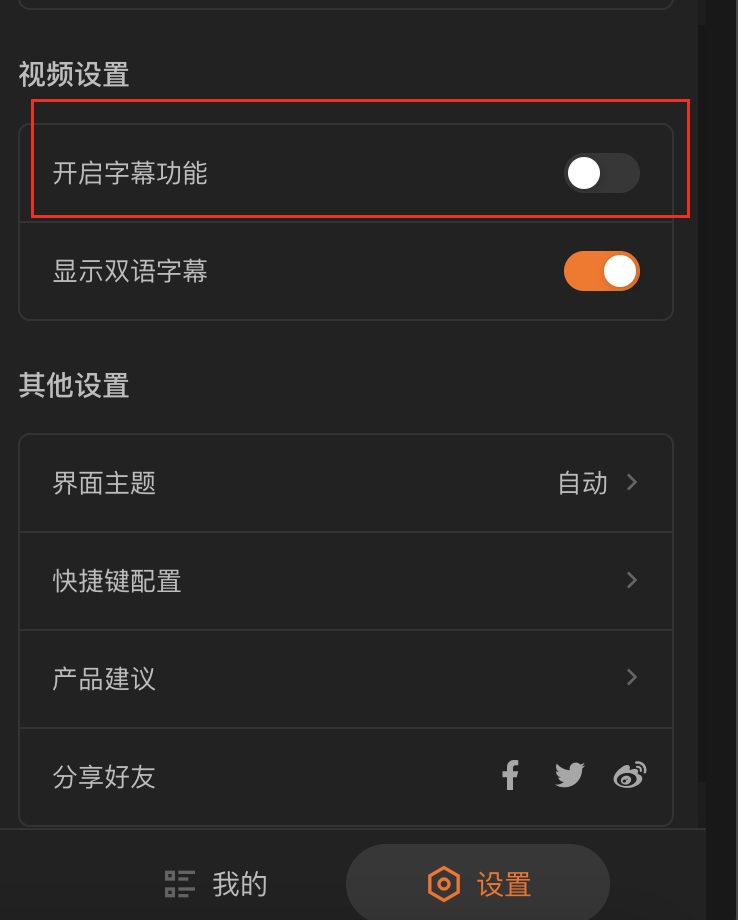 视频设置
开启字幕功能
显示双语字幕
其他设置
界面主题 自动
快捷键配置
产品建议
分享好友
我的 设置